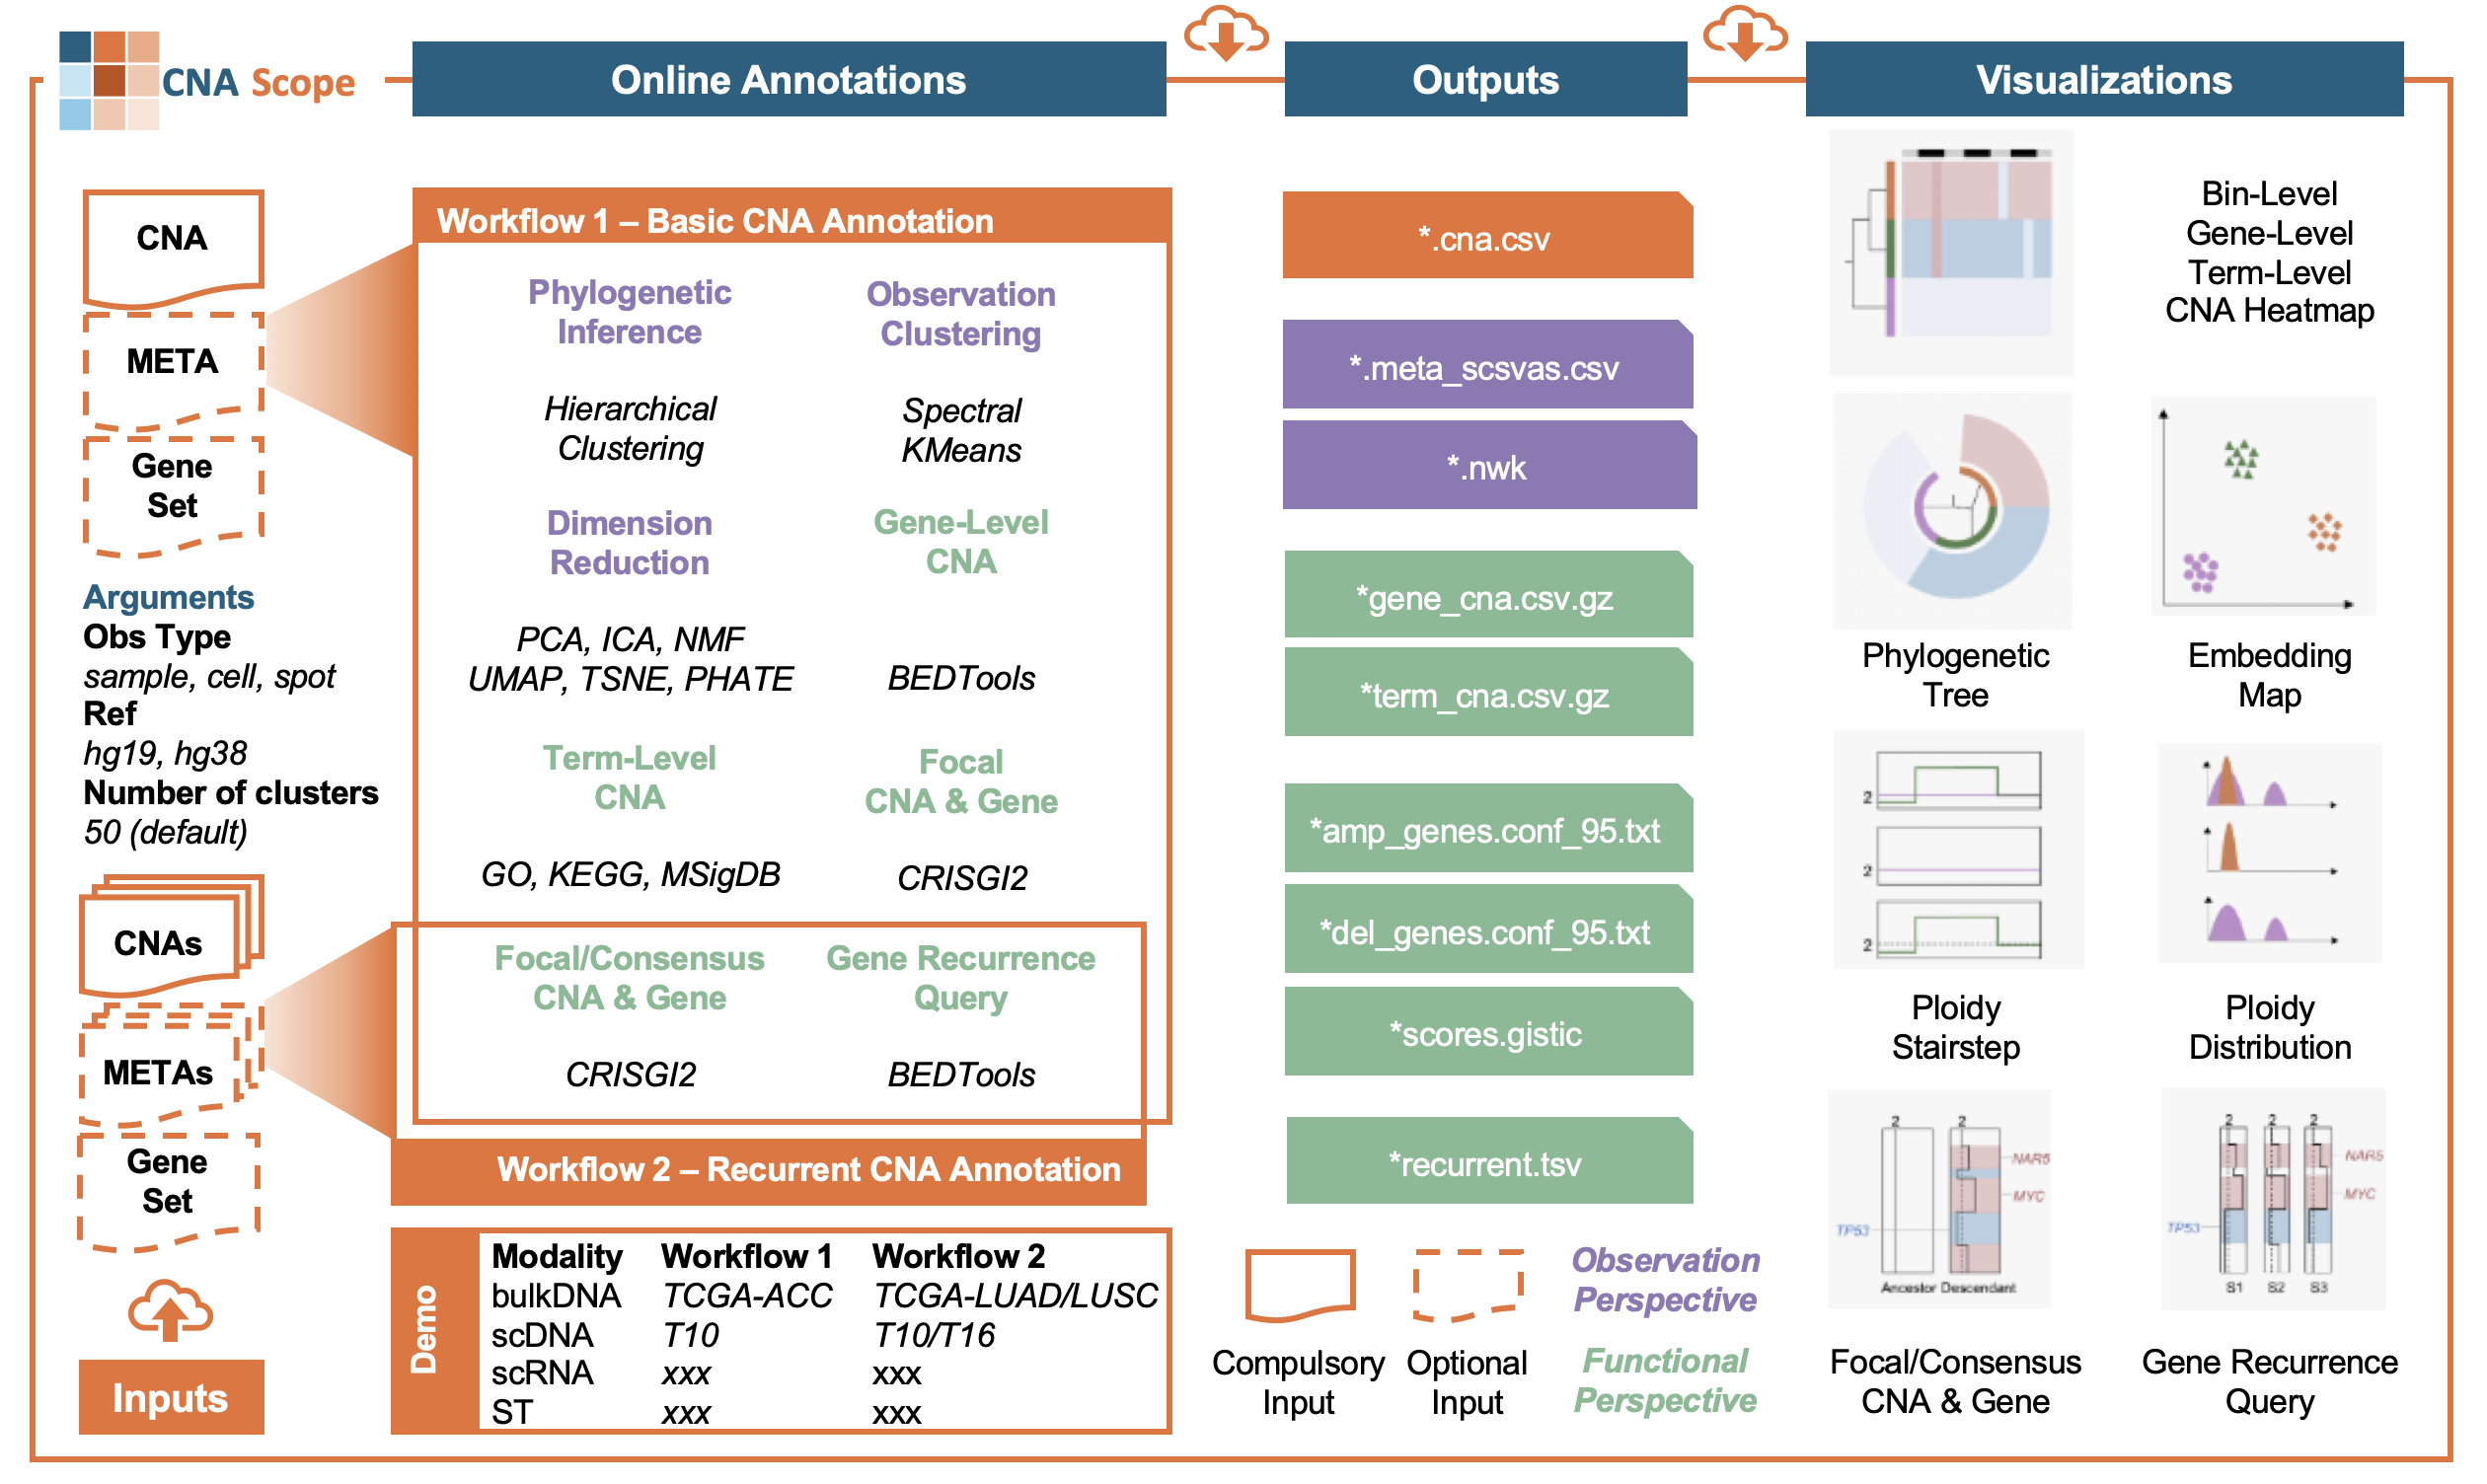 CNA Scope
Online Annotations
Outputs
Visualizations
CNA
META
Gene
Set
Arguments
Obs Type
sample, cell, spot
Ref
hg19, hg38
Number of clusters
50 (default)
CNAs
METAs
Gene
Set
Inputs
Workflow 1 – Basic CNA Annotation
Phylogenetic
Inference
Hierarchical
Clustering
Observation
Clustering
Spectral
KMeans
Dimension
Reduction
PCA, ICA, NMF
UMAP, TSNE, PHATE
Gene-Level
CNA
BEDTools
Term-Level
CNA
GO, KEGG, MSigDB
Focal
CNA & Gene
CRISGI2
Focal/Consensus
CNA & Gene
CRISGI2
Gene Recurrence
Query
BEDTools
Workflow 2 – Recurrent CNA Annotation
Demo
Modality Workflow 1 Workflow 2
bulkDNA TCGA-ACC TCGA-LUAD/LUSC
scDNA T10 T10/T16
scRNA xxx xxx
ST xxx xxx
*.cna.csv
*.meta_scsvas.csv
*.nwk
*gene_cna.csv.gz
*term_cna.csv.gz
*amp_genes.conf_95.txt
*del_genes.conf_95.txt
*scores.gistic
*recurrent.tsv
Compulsory
Input
Optional
Input
Observation
Perspective
Functional
Perspective
Bin-Level
Gene-Level
Term-Level
CNA Heatmap
Phylogenetic
Tree
Embedding
Map
2
2
2
Ploidy
Stairstep
Ploidy
Distribution
2 2
NAR5
MYC
TP53
Ancestor Descendant
Focal/Consensus
CNA & Gene
2 2 2
NAR5
MYC
TP53
S1 S2 S3
Gene Recurrence
Query